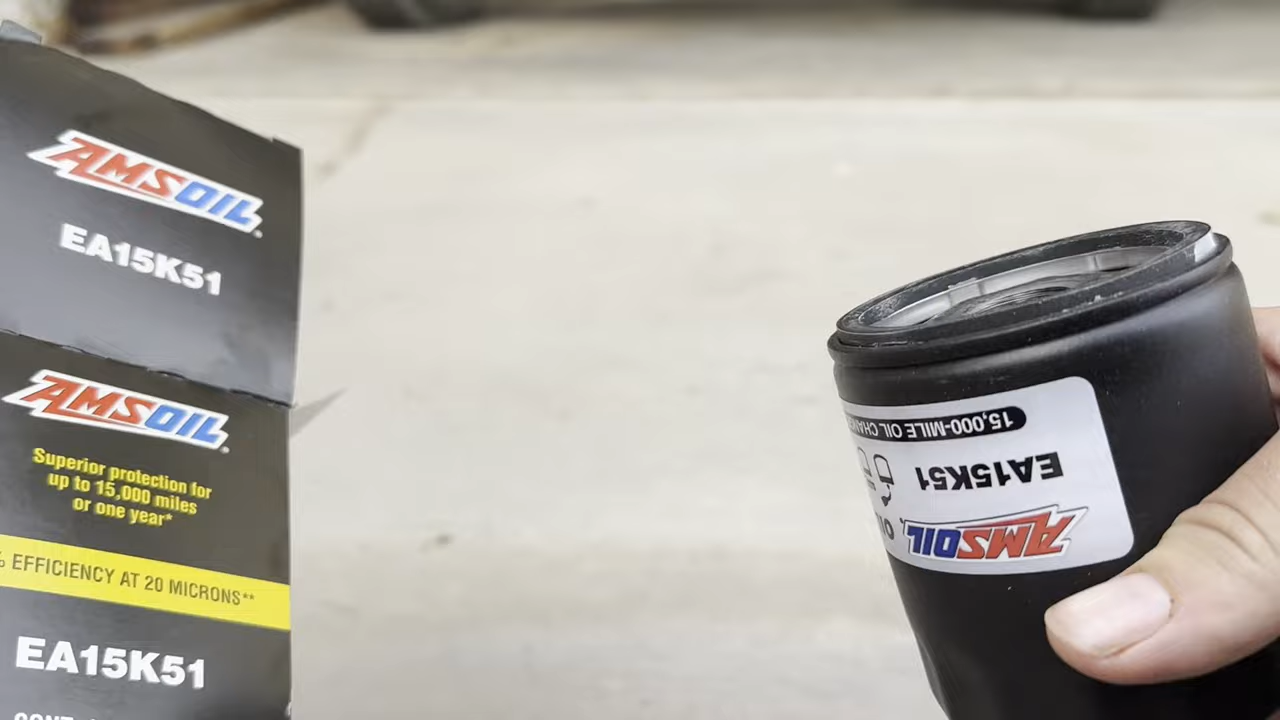 AMSOIL
EA15K51
AMSOIL
Superior protection for
up to 15,000 miles
or one year*
% EFFICIENCY AT 20 MICRONS**
EA15K51
15,000-MILE OIL
EA15K51
AMSOIL